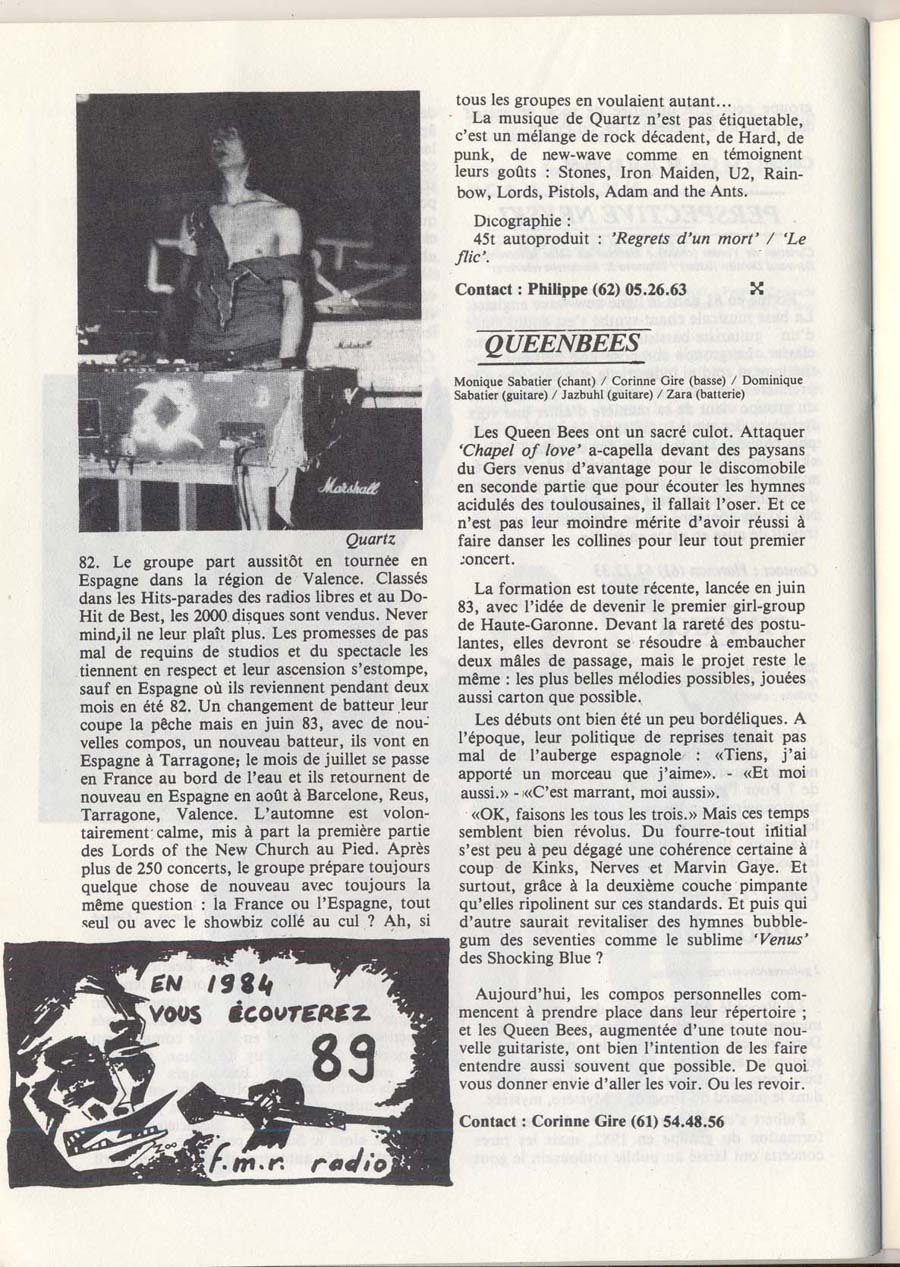 Marshall
Marshall
Quartz
82. Le groupe part aussitôt en tournée en
Espagne dans la région de Valence. Classés
dans les Hits-parades des radios libres et au Do-
Hit de Best, les 2000 disques sont vendus. Never
mind,il ne leur plaît plus. Les promesses de pas
mal de requins de studios et du spectacle les
tiennent en respect et leur ascension s'estompe,
sauf en Espagne où ils reviennent pendant deux
mois en été 82. Un changement de batteur leur
coupe la pêche mais en juin 83, avec de nou-
velles compos, un nouveau batteur, ils vont en
Espagne à Tarragone; le mois de juillet se passe
en France au bord de l'eau et ils retournent de
nouveau en Espagne en août à Barcelone, Reus,
Tarragone, Valence. L'automne est volon-
tairement calme, mis à part la première partie
des Lords of the New Church au Pied. Après
plus de 250 concerts, le groupe prépare toujours
quelque chose de nouveau avec toujours la
même question : la France ou l'Espagne, tout
seul ou avec le showbiz collé au cul ? Ah, si
EN 1984
VOUS ÉCOUTEREZ
89
f.m.r. radio
tous les groupes en voulaient autant...
La musique de Quartz n'est pas étiquetable,
c'est un mélange de rock décadent, de Hard, de
punk, de new-wave comme en témoignent
leurs goûts : Stones, Iron Maiden, U2, Rain-
bow, Lords, Pistols, Adam and the Ants.
Dicographie :
45t autoproduit : 'Regrets d'un mort' / 'Le
flic'.
Contact : Philippe (62) 05.26.63
QUEENBEES
Monique Sabatier (chant) / Corinne Gire (basse) / Dominique
Sabatier (guitare) / Jazbuhl (guitare) / Zara (batterie)
Les Queen Bees ont un sacré culot. Attaquer
'Chapel of love' a-capella devant des paysans
du Gers venus d'avantage pour le discomobile
en seconde partie que pour écouter les hymnes
acidulés des toulousaines, il fallait l'oser. Et ce
n'est pas leur moindre mérite d'avoir réussi à
faire danser les collines pour leur tout premier
concert.
La formation est toute récente, lancée en juin
83, avec l'idée de devenir le premier girl-group
de Haute-Garonne. Devant la rareté des postu-
lantes, elles devront se résoudre à embaucher
deux mâles de passage, mais le projet reste le
même : les plus belles mélodies possibles, jouées
aussi carton que possible.
Les débuts ont bien été un peu bordéliques. A
l'époque, leur politique de reprises tenait pas
mal de l'auberge espagnole : «Tiens, j'ai
apporté un morceau que j'aime». - «Et moi
aussi.» - «C'est marrant, moi aussi».
«OK, faisons les tous les trois.» Mais ces temps
semblent bien révolus. Du fourre-tout initial
s'est peu à peu dégagé une cohérence certaine à
coup de Kinks, Nerves et Marvin Gaye. Et
surtout, grâce à la deuxième couche pimpante
qu'elles ripolinent sur ces standards. Et puis qui
d'autre saurait revitaliser des hymnes bubble-
gum des seventies comme le sublime 'Venus'
des Shocking Blue ?
Aujourd'hui, les compos personnelles com-
mencent à prendre place dans leur répertoire ;
et les Queen Bees, augmentée d'une toute nou-
velle guitariste, ont bien l'intention de les faire
entendre aussi souvent que possible. De quoi
vous donner envie d'aller les voir. Ou les revoir.
Contact : Corinne Gire (61) 54.48.56